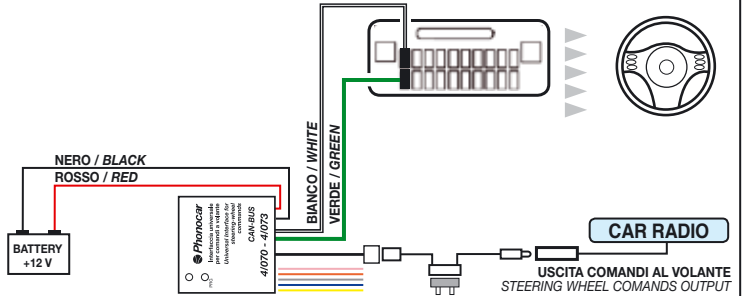 BIANCO / WHITE
VERDE / GREEN
NERO / BLACK
ROSSO / RED
BATTERY
+12 V
Phonocar
Interfaccia universale
per comandi a volante
Universal Interface for
steering-wheel
commands
CAN-BUS
4/070 - 4/073
PRG
CAR RADIO
USCITA COMANDI AL VOLANTE
STEERING WHEEL COMANDS OUTPUT